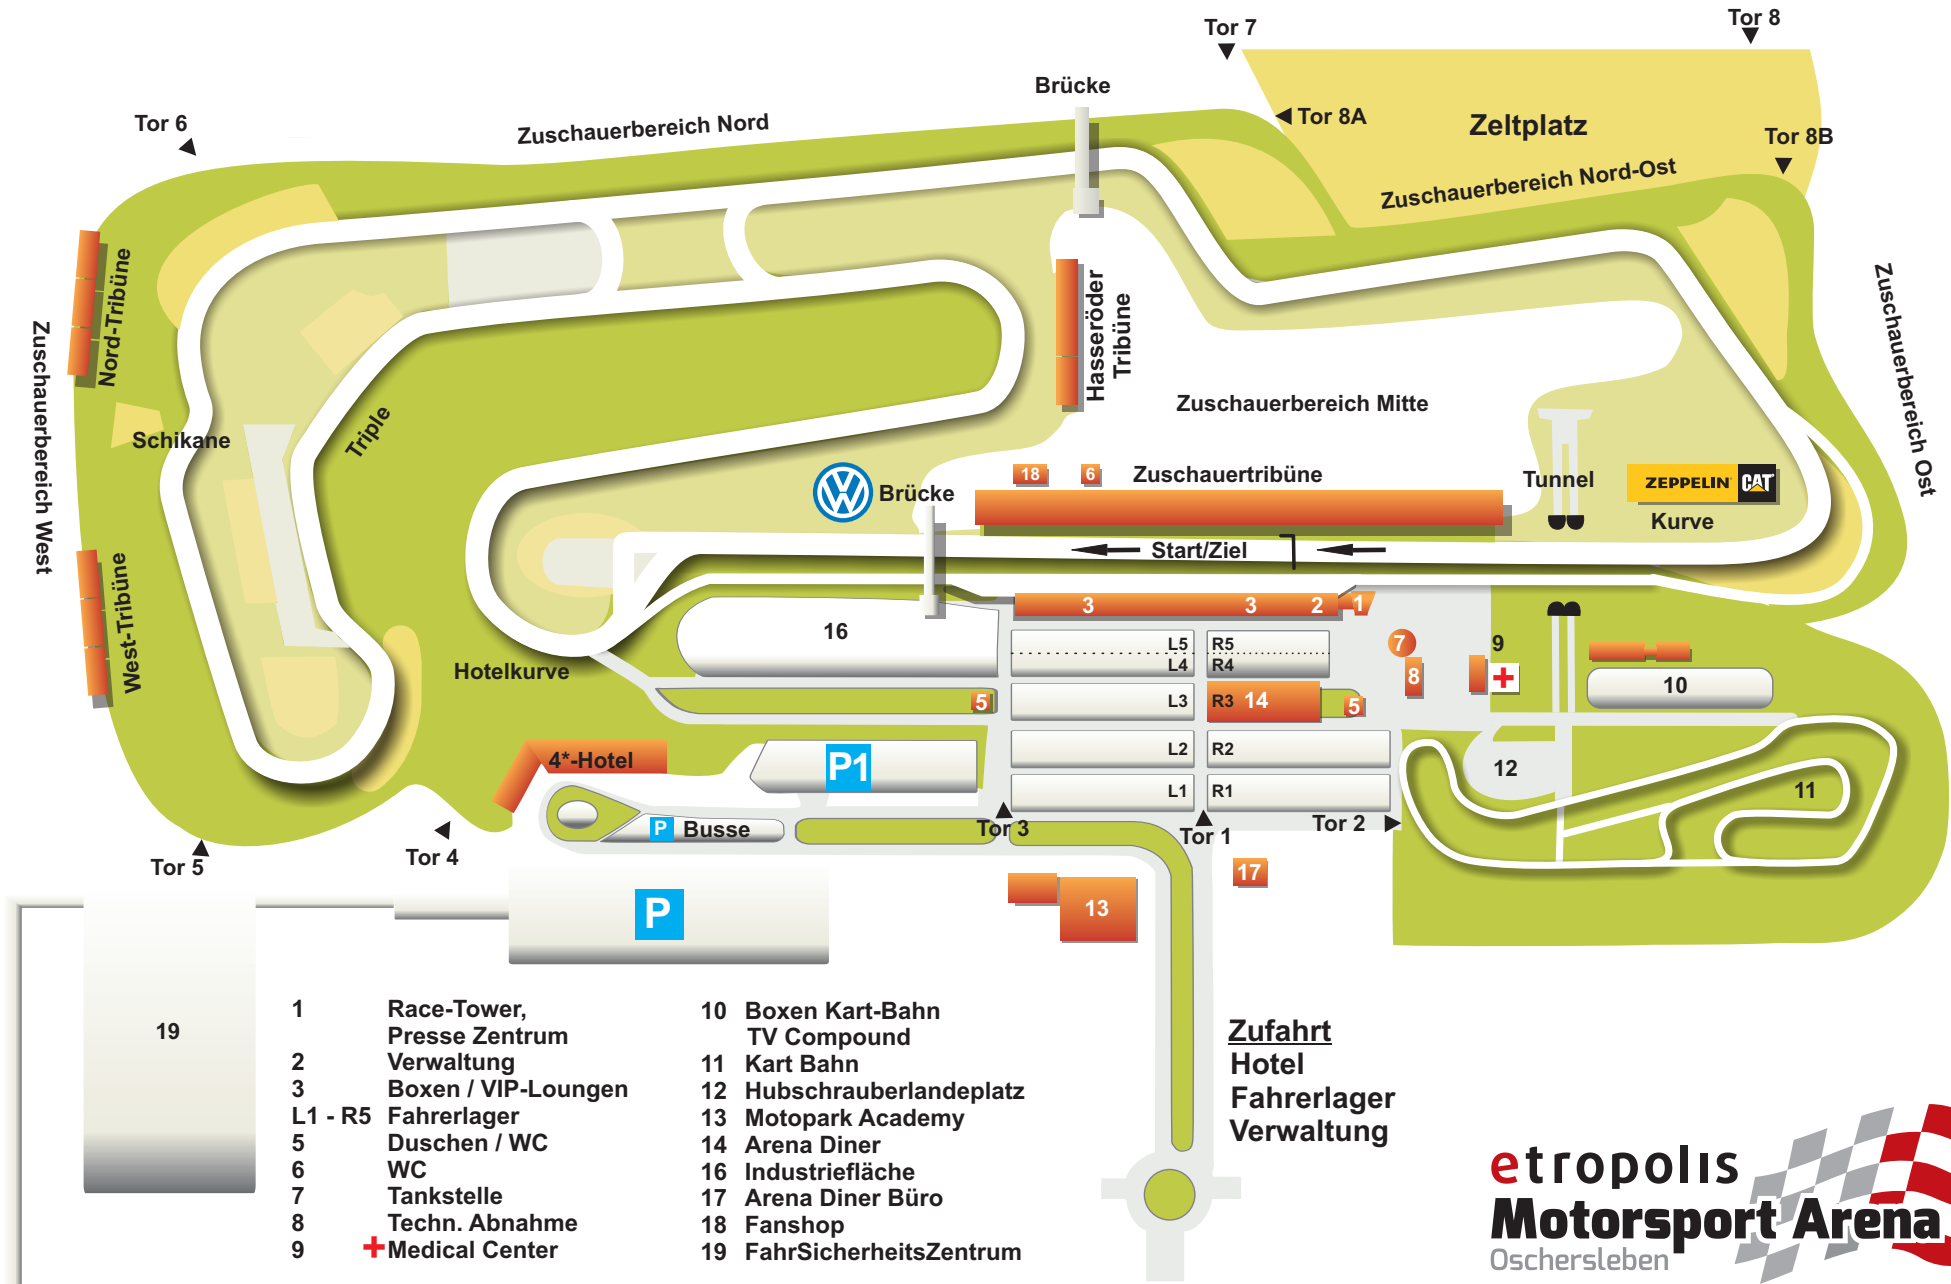 Tor 7
Tor 8
Brücke
Tor 6
Zuschauerbereich Nord
Tor 8A
Zeltplatz
Tor 8B
Zuschauerbereich Nord-Ost
Nord-Tribüne
Hasseröder
Tribüne
Zuschauerbereich Ost
Zuschauerbereich West
Zuschauerbereich Mitte
Schikane
Triple
18
6
Zuschauertribüne
Tunnel
ZEPPELIN CAT
Kurve
VW
Brücke
Start/Ziel
West-Tribüne
3
3
2
1
16
L5
R5
L4
R4
7
9
8
10
Hotelkurve
5
L3
R3
14
5
4*-Hotel
P1
L2
R2
12
11
L1
R1
P
Busse
Tor 3
Tor 1
Tor 2
Tor 5
Tor 4
17
P
13
19
1 Race-Tower,
Presse Zentrum
2 Verwaltung
3 Boxen / VIP-Loungen
L1 - R5 Fahrerlager
5 Duschen / WC
6 WC
7 Tankstelle
8 Techn. Abnahme
9 Medical Center
10 Boxen Kart-Bahn
TV Compound
11 Kart Bahn
12 Hubschrauberlandeplatz
13 Motopark Academy
14 Arena Diner
16 Industriefläche
17 Arena Diner Büro
18 Fanshop
19 FahrSicherheitsZentrum
Zufahrt
Hotel
Fahrerlager
Verwaltung
etropolis
Motorsport Arena
Oschersleben